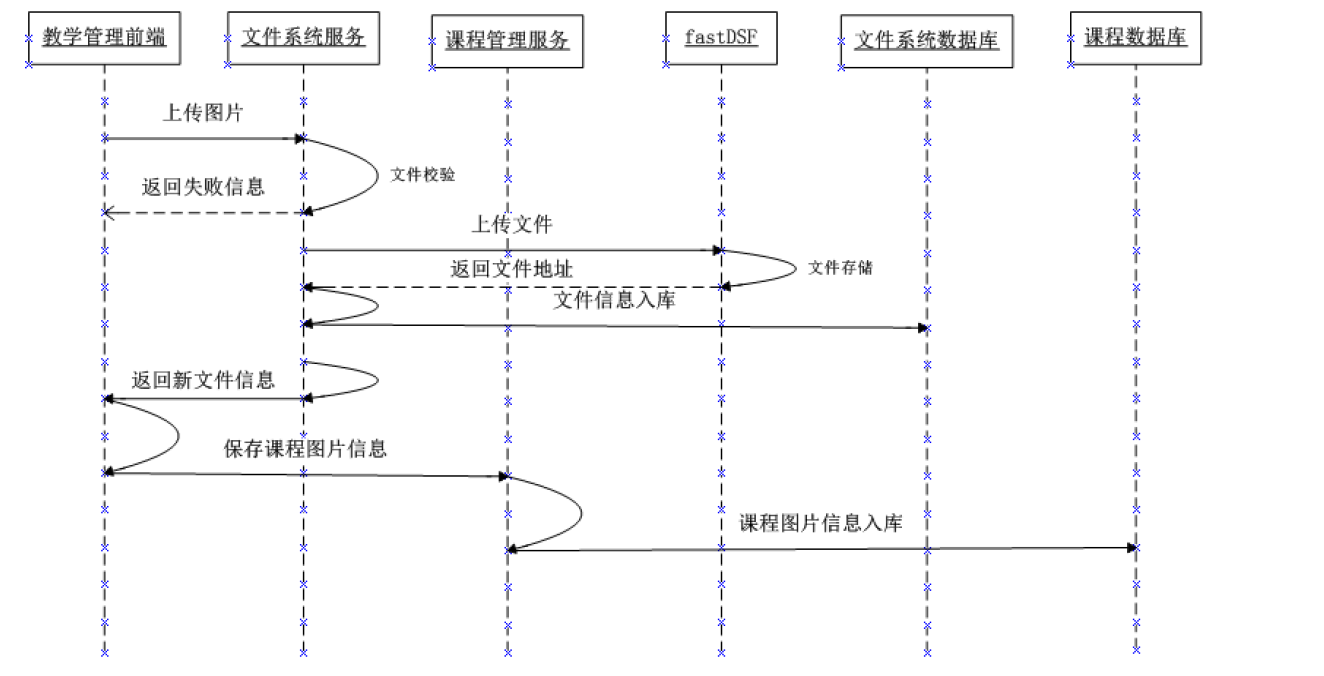 教学管理前端
文件系统服务
课程管理服务
fastDSF
文件系统数据库
课程数据库
上传图片
文件校验
返回失败信息
上传文件
返回文件地址
文件存储
文件信息入库
返回新文件信息
保存课程图片信息
课程图片信息入库